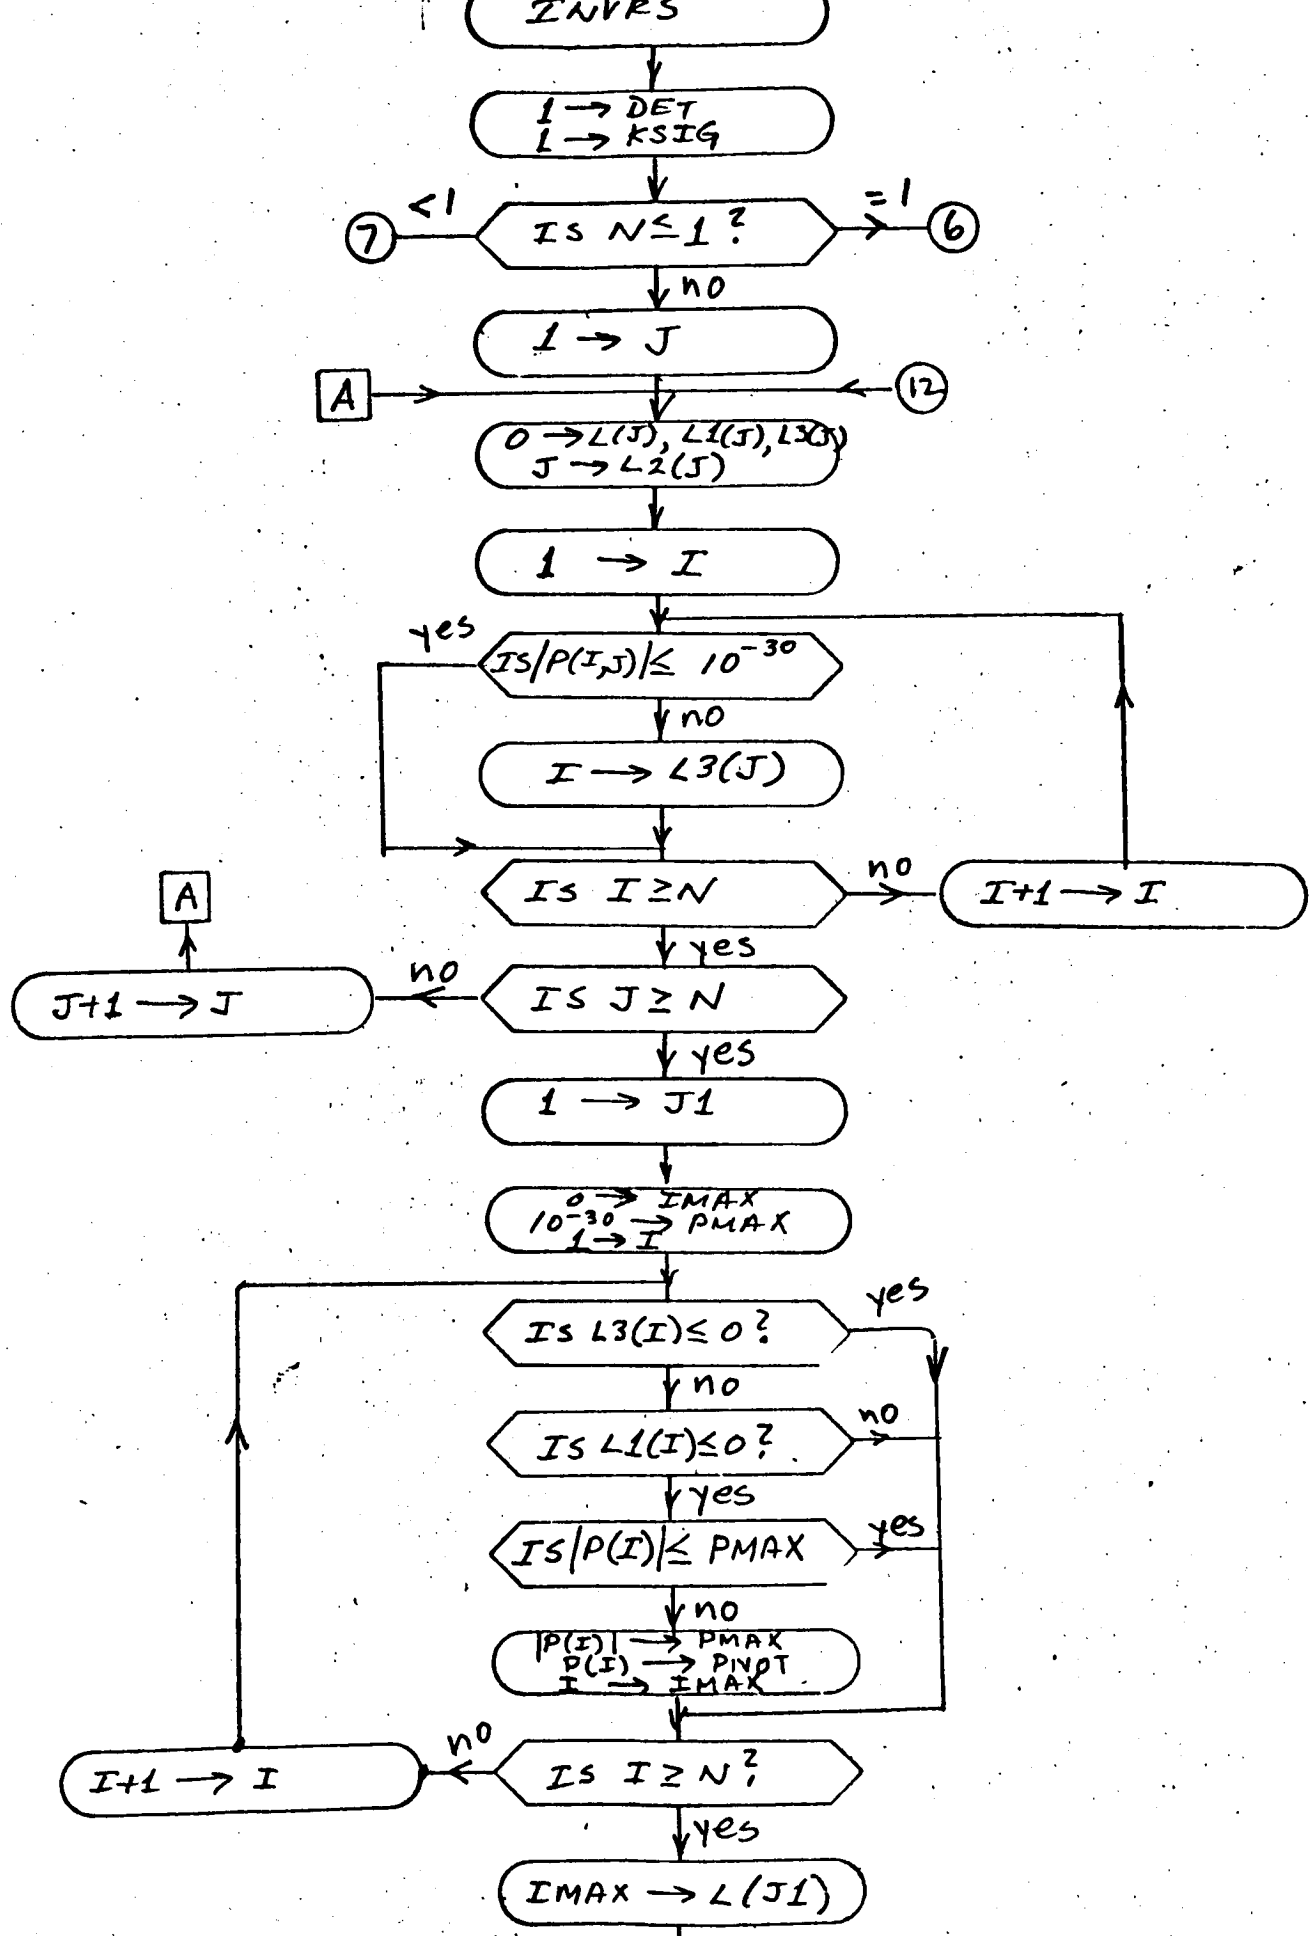 INVRS
1 → DET
1 → KSIG
<1
7
IS N≤1?
=1
6
no
1 → J
A
12
0 → L(J), L1(J), L3(J)
J → L2(J)
1 → I
yes
IS |P(I,J)| ≤ 10⁻³⁰
no
I → L3(J)
A
IS I≥N
no
I+1 → I
yes
J+1 → J
no
IS J≥N
yes
1 → J1
0 → IMAX
10⁻³⁰ → PMAX
1 → I
IS L3(I)≤0?
yes
no
IS L1(I)≤0?
no
yes
IS |P(I)| ≤ PMAX
yes
no
|P(I)| → PMAX
P(I) → PIVOT
I → IMAX
I+1 → I
no
IS I≥N?
yes
IMAX → L(J1)